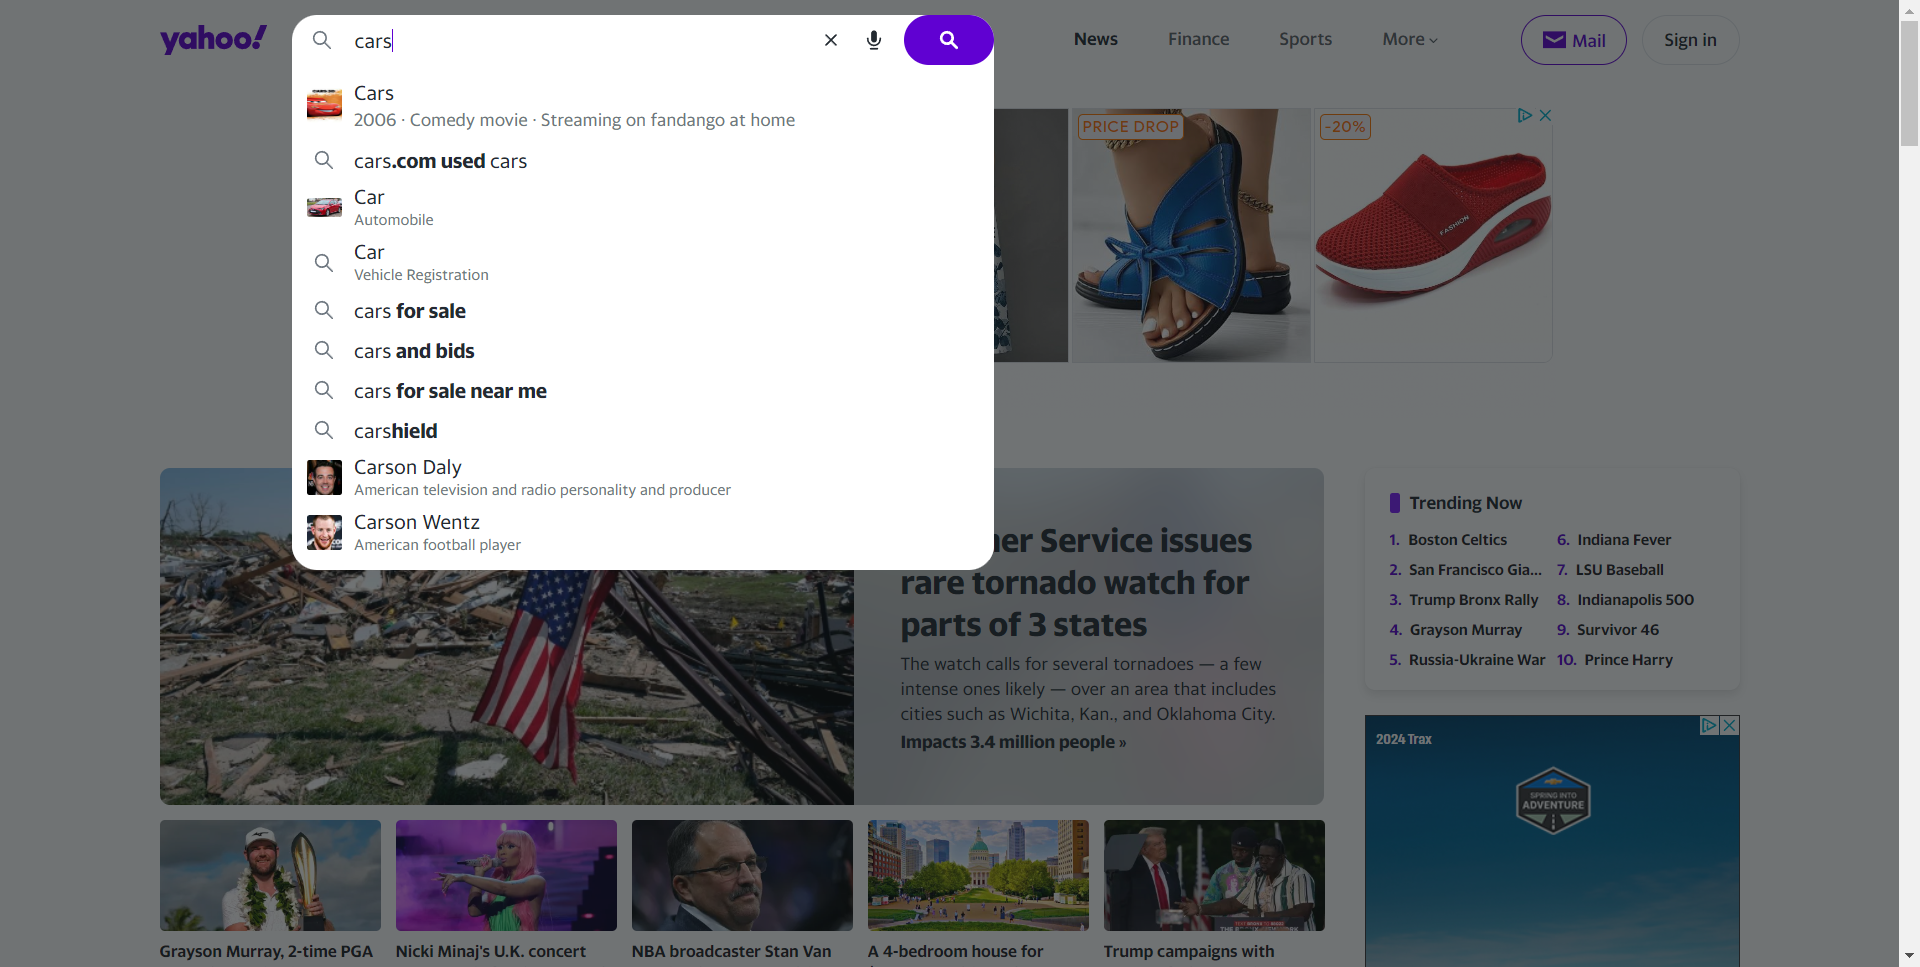 yahoo!
cars
News
Finance
Sports
More
Mail
Sign in
Cars
2006 · Comedy movie · Streaming on fandango at home
cars.com used cars
Car
Automobile
Car
Vehicle Registration
cars for sale
cars and bids
cars for sale near me
carshield
Carson Daly
American television and radio personality and producer
Carson Wentz
American football player
PRICE DROP
-20%
FASHION
er Service issues
rare tornado watch for
parts of 3 states
The watch calls for several tornadoes — a few
intense ones likely — over an area that includes
cities such as Wichita, Kan., and Oklahoma City.
Impacts 3.4 million people »
Trending Now
1. Boston Celtics
2. San Francisco Gia...
3. Trump Bronx Rally
4. Grayson Murray
5. Russia-Ukraine War
6. Indiana Fever
7. LSU Baseball
8. Indianapolis 500
9. Survivor 46
10. Prince Harry
2024 Trax
SPRING INTO
ADVENTURE
Grayson Murray, 2-time PGA
Nicki Minaj's U.K. concert
NBA broadcaster Stan Van
A 4-bedroom house for
Trump campaigns with